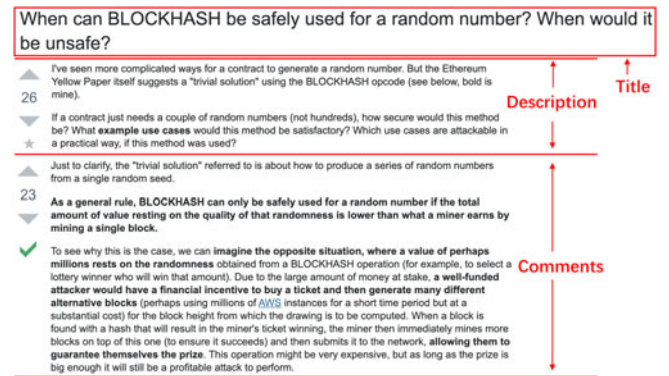 When can BLOCKHASH be safely used for a random number? When would it
be unsafe?
Title
I've seen more complicated ways for a contract to generate a random number. But the Ethereum
Yellow Paper itself suggests a "trivial solution" using the BLOCKHASH opcode (see below, bold is
mine).
26
Description
If a contract just needs a couple of random numbers (not hundreds), how secure would this method
be? What example use cases would this method be satisfactory? Which use cases are attackable in
a practical way, if this method was used?
Just to clarify, the "trivial solution" referred to is about how to produce a series of random numbers
from a single random seed.
23
As a general rule, BLOCKHASH can only be safely used for a random number if the total
amount of value resting on the quality of that randomness is lower than what a miner earns by
mining a single block.
To see why this is the case, we can imagine the opposite situation, where a value of perhaps
millions rests on the randomness obtained from a BLOCKHASH operation (for example, to select a
lottery winner who will win that amount). Due to the large amount of money at stake, a well-funded
attacker would have a financial incentive to buy a ticket and then generate many different
alternative blocks (perhaps using millions of AWS instances for a short time period but at a
substantial cost) for the block height from which the drawing is to be computed. When a block is
found with a hash that will result in the miner's ticket winning, the miner then immediately mines more
blocks on top of this one (to ensure it succeeds) and then submits it to the network, allowing them to
guarantee themselves the prize. This operation might be very expensive, but as long as the prize is
big enough it will still be a profitable attack to perform.
Comments